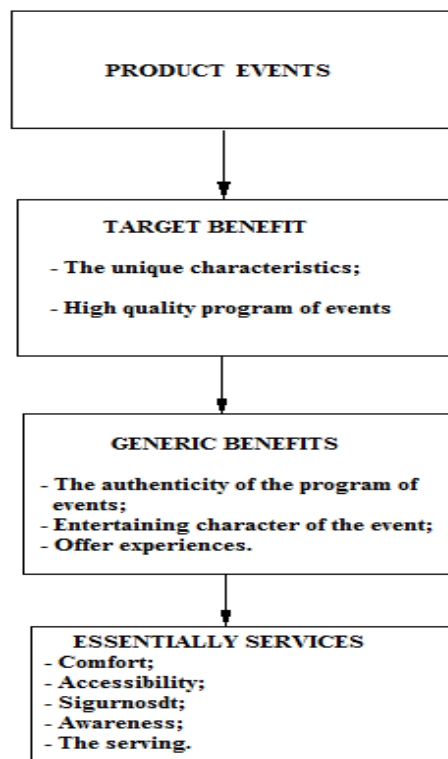 PRODUCT EVENTS
TARGET BENEFIT
- The unique characteristics;
- High quality program of events
GENERIC BENEFITS
- The authenticity of the program of
events;
- Entertaining character of the event;
- Offer experiences.
ESSENTIALLY SERVICES
- Comfort;
- Accessibility;
- Sigurnosdt;
- Awareness;
- The serving.